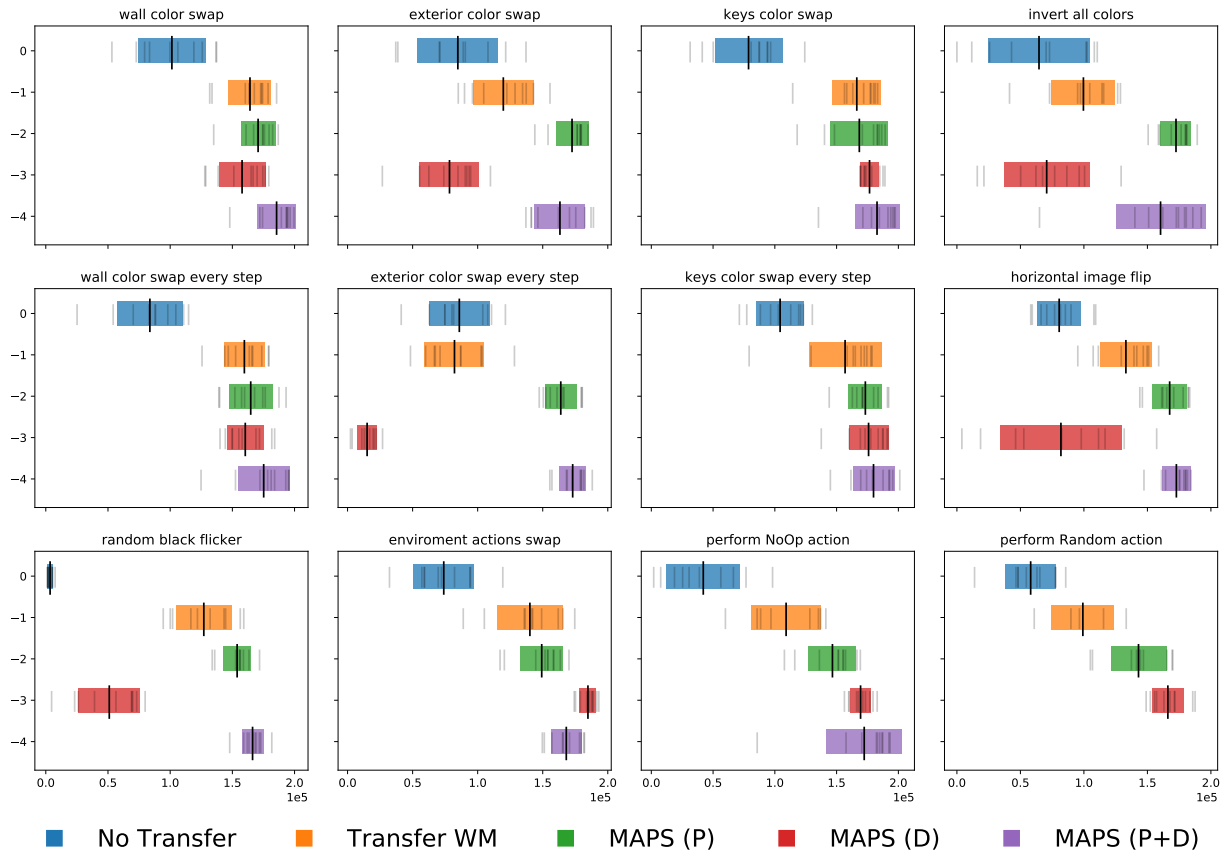 wall color swap
exterior color swap
keys color swap
invert all colors
0
−1
−2
−3
−4
wall color swap every step
exterior color swap every step
keys color swap every step
horizontal image flip
0
−1
−2
−3
−4
random black flicker
enviroment actions swap
perform NoOp action
perform Random action
0
−1
−2
−3
−4
0.0 0.5 1.0 1.5 2.0
1e5
0.0 0.5 1.0 1.5 2.0
1e5
0.0 0.5 1.0 1.5 2.0
1e5
0.0 0.5 1.0 1.5 2.0
1e5
No Transfer
Transfer WM
MAPS (P)
MAPS (D)
MAPS (P+D)